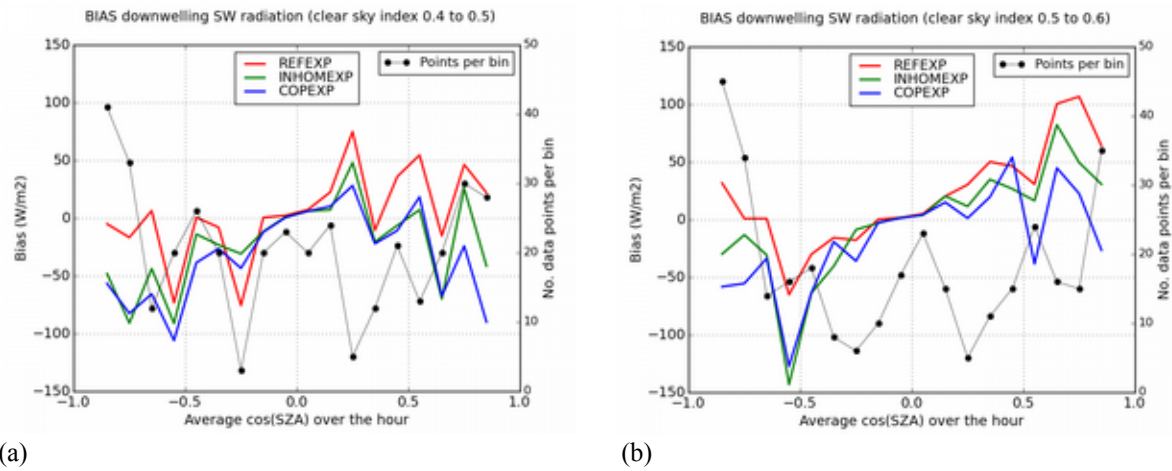 BIAS downwelling SW radiation (clear sky index 0.4 to 0.5)
150
100
50
0
−50
−100
−150
Bias (W/m2)
REFEXP
INHOMEXP
COPEXP
Points per bin
50
40
30
20
10
0
No. data points per bin
−1.0 −0.5 0.0 0.5 1.0
Average cos(SZA) over the hour
(a)
BIAS downwelling SW radiation (clear sky index 0.5 to 0.6)
150
100
50
0
−50
−100
−150
Bias (W/m2)
REFEXP
INHOMEXP
COPEXP
Points per bin
50
40
30
20
10
0
No. data points per bin
−1.0 −0.5 0.0 0.5 1.0
Average cos(SZA) over the hour
(b)